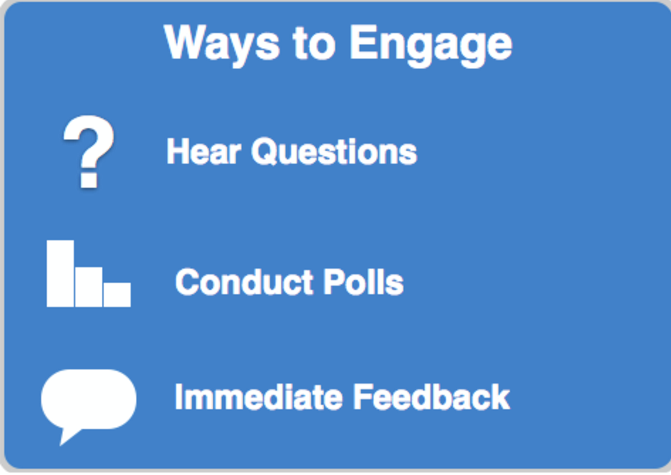 Ways to Engage
?
Hear Questions
Conduct Polls
Immediate Feedback